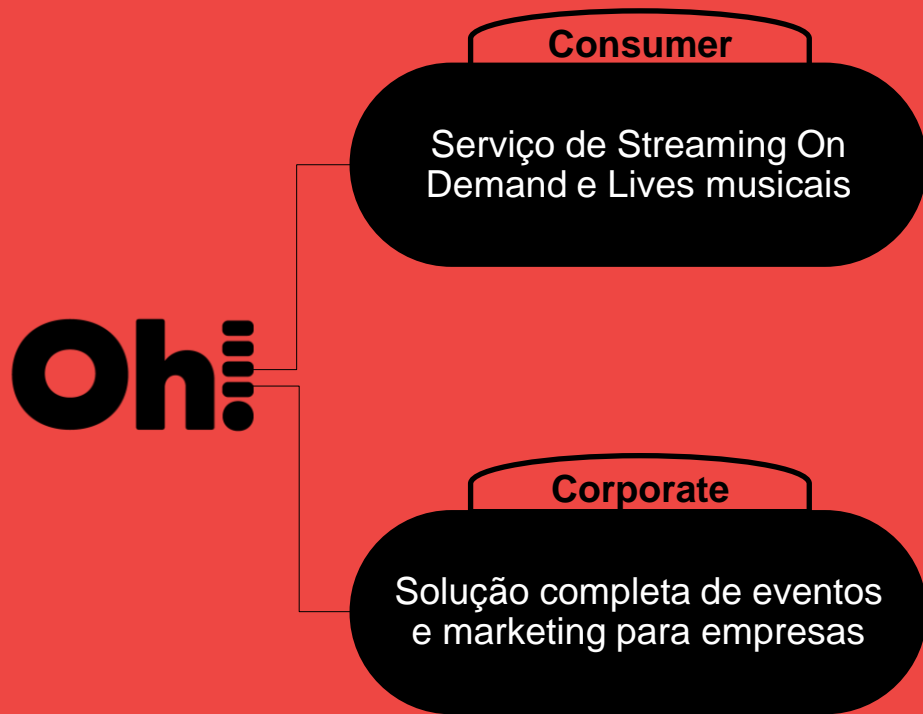 Consumer
Serviço de Streaming On
Demand e Lives musicais
Oh!
Corporate
Solução completa de eventos
e marketing para empresas